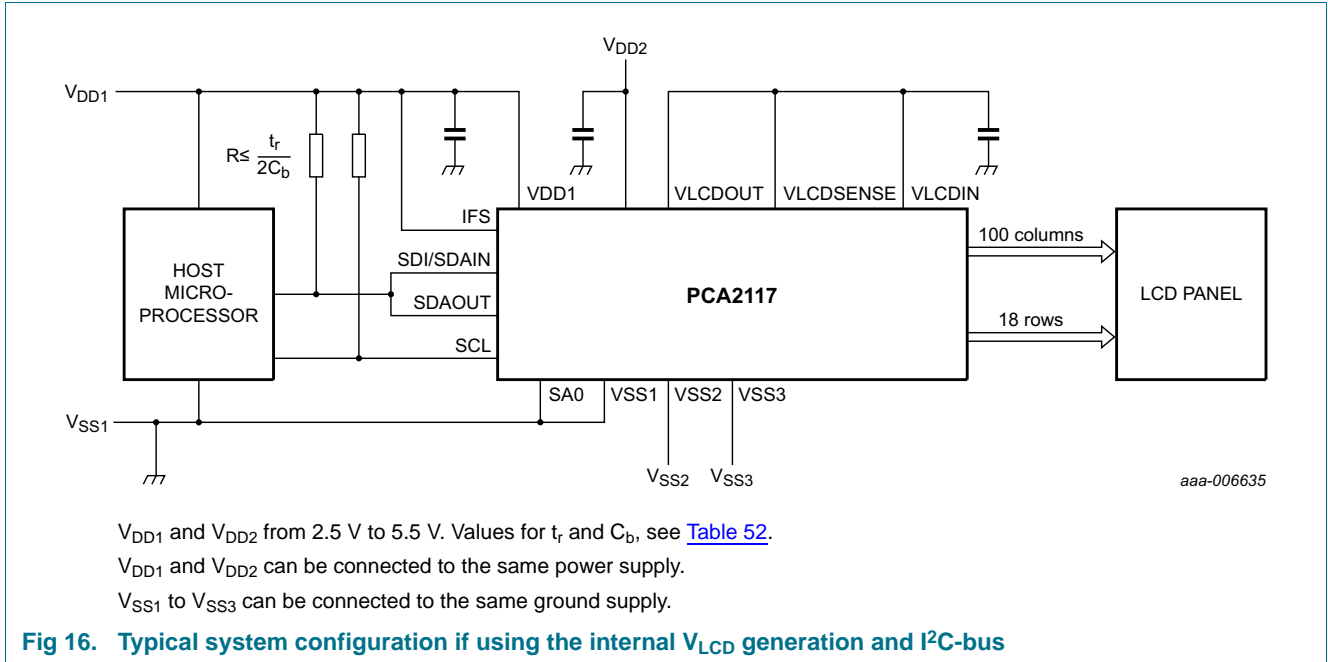 VDD2
VDD1
R≤ tr
2Cb
VDD1
VLCDOUT
VLCDSENSE
VLCDIN
IFS
SDI/SDAIN
SDAOUT
SCL
HOST
MICRO-
PROCESSOR
PCA2117
100 columns
18 rows
LCD PANEL
SA0
VSS1
VSS2
VSS3
VSS1
VSS2
VSS3
aaa-006635
VDD1 and VDD2 from 2.5 V to 5.5 V. Values for tr and Cb, see Table 52.
VDD1 and VDD2 can be connected to the same power supply.
VSS1 to VSS3 can be connected to the same ground supply.
Fig 16. Typical system configuration if using the internal VLCD generation and I²C-bus